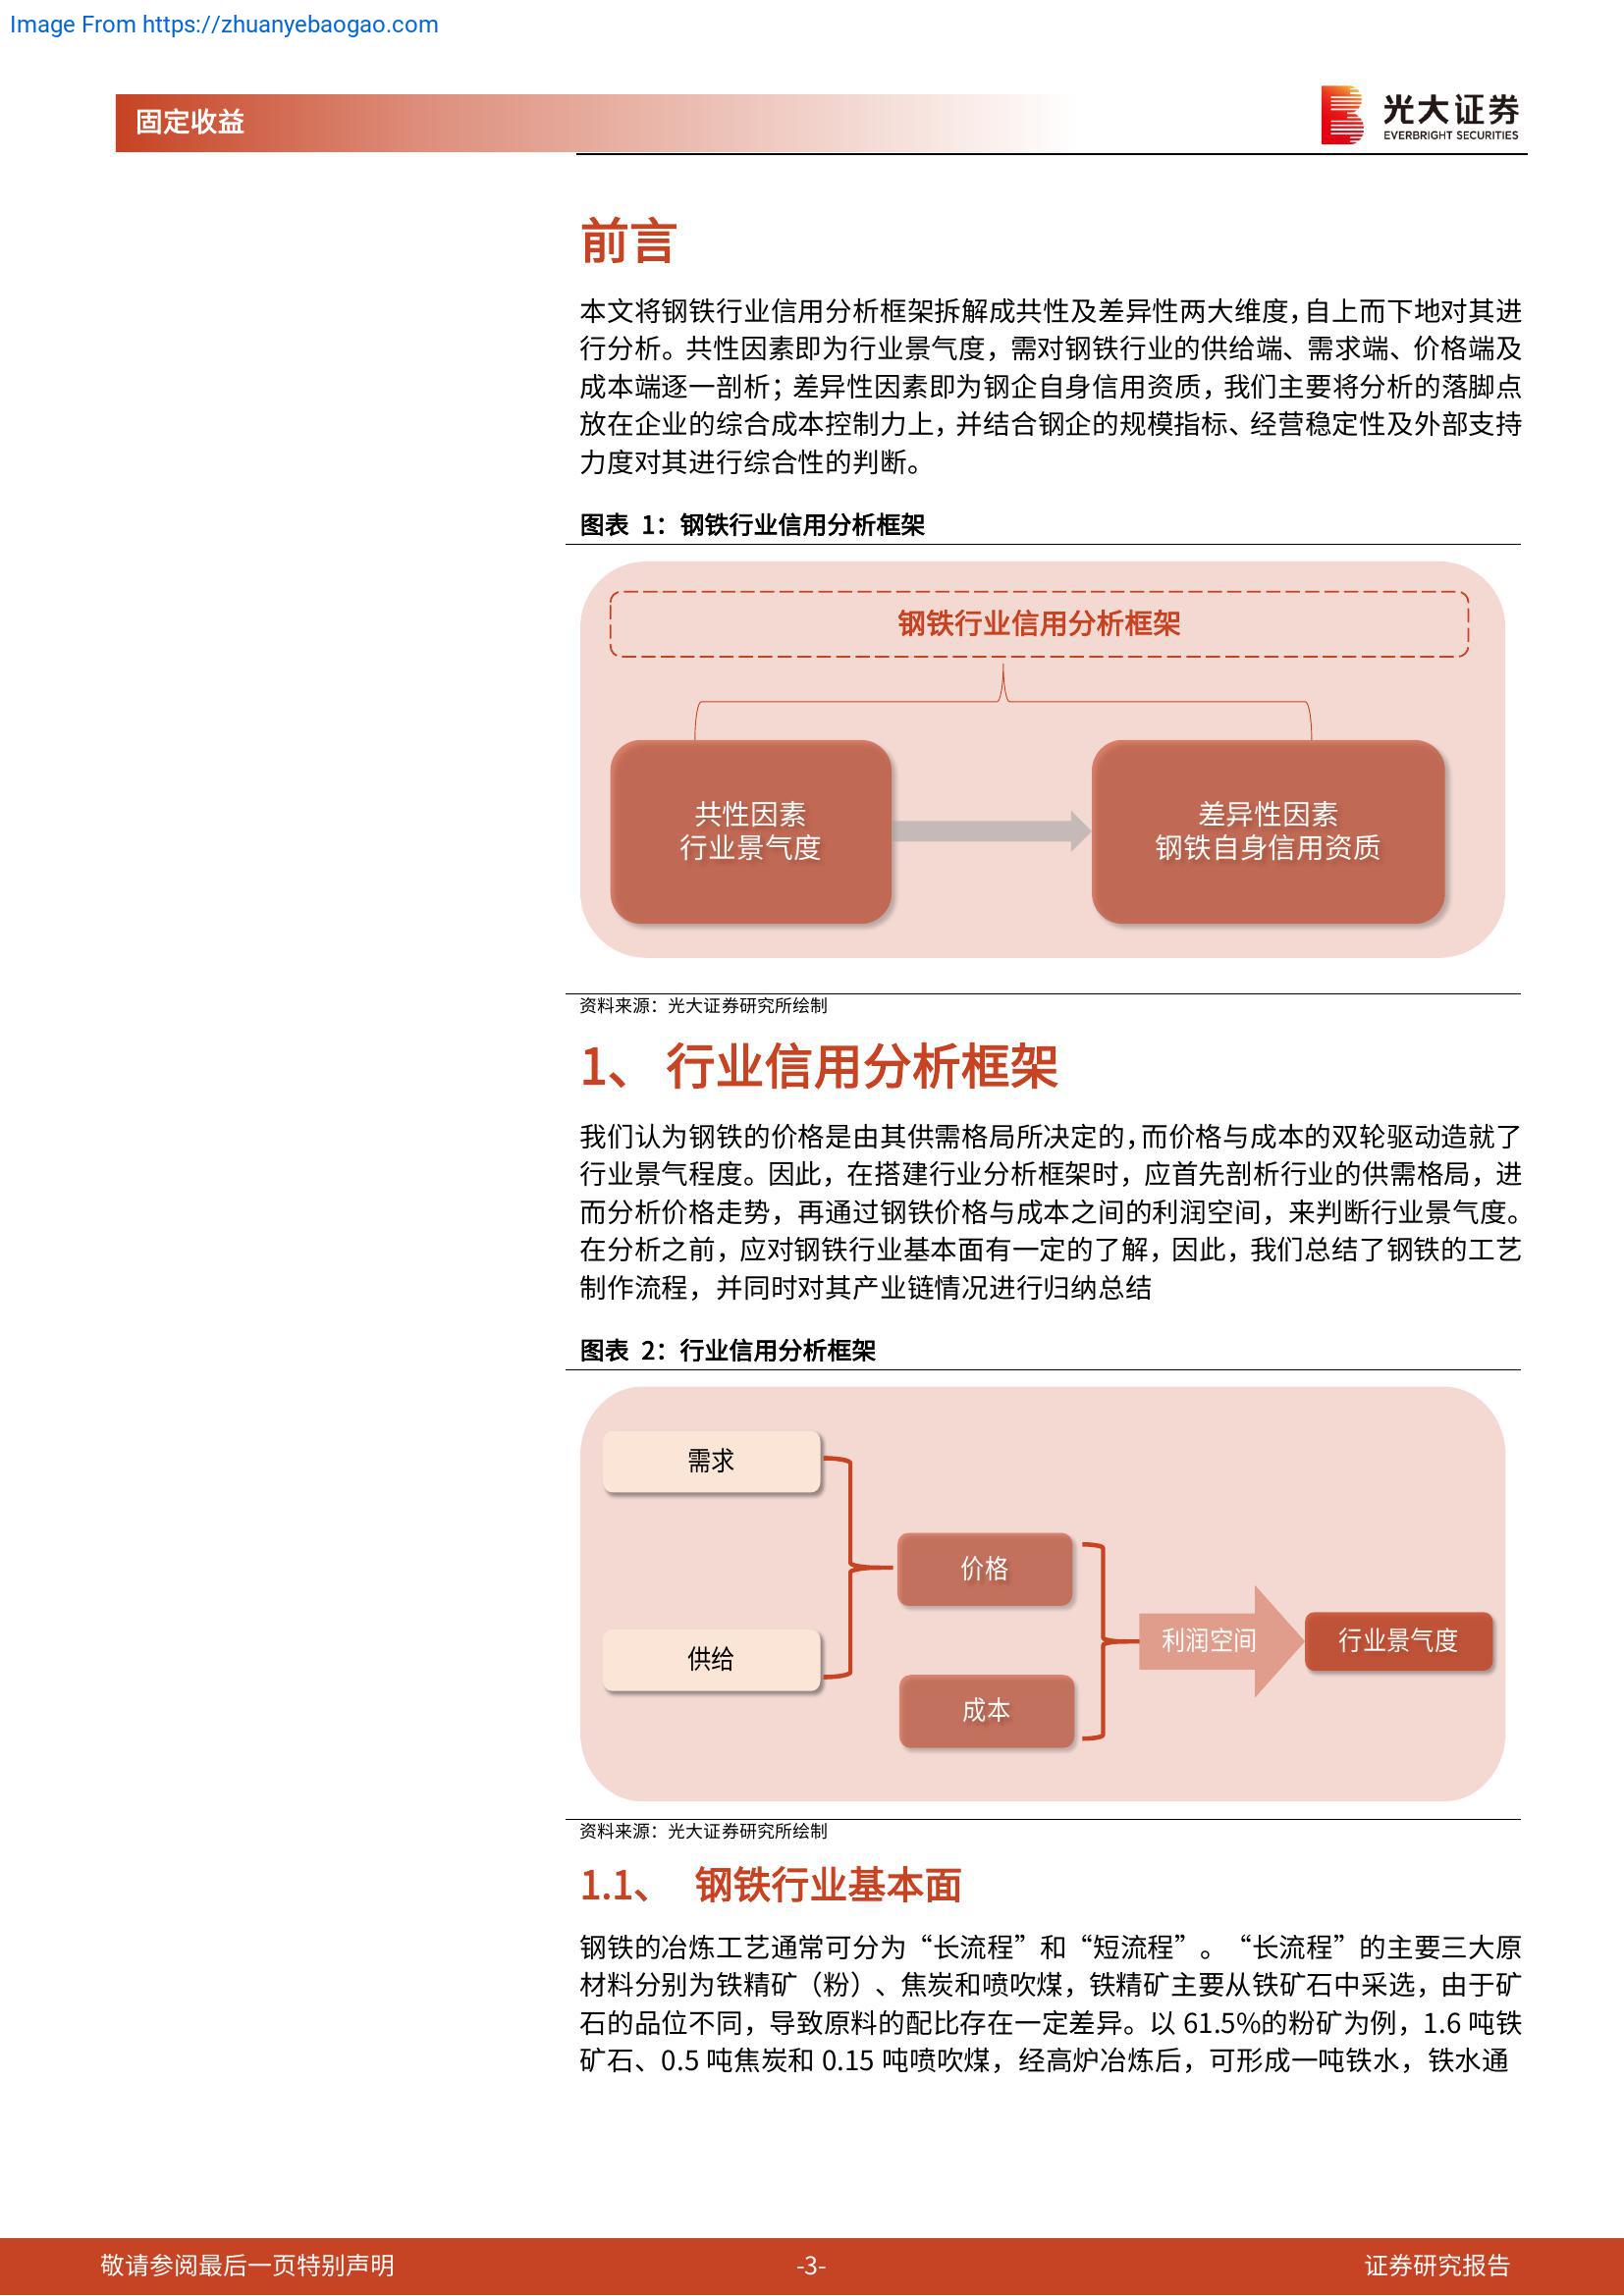 Image From https://zhuanyebaogao.com
固定收益
光大证券
EVERBRIGHT SECURITIES
前言
本文将钢铁行业信用分析框架拆解成共性及差异性两大维度，自上而下地对其进
行分析。共性因素即为行业景气度，需对钢铁行业的供给端、需求端、价格端及
成本端逐一剖析；差异性因素即为钢企自身信用资质，我们主要将分析的落脚点
放在企业的综合成本控制力上，并结合钢企的规模指标、经营稳定性及外部支持
力度对其进行综合性的判断。
图表 1：钢铁行业信用分析框架
钢铁行业信用分析框架
共性因素
行业景气度
差异性因素
钢铁自身信用资质
资料来源：光大证券研究所绘制
1、 行业信用分析框架
我们认为钢铁的价格是由其供需格局所决定的，而价格与成本的双轮驱动造就了
行业景气程度。因此，在搭建行业分析框架时，应首先剖析行业的供需格局，进
而分析价格走势，再通过钢铁价格与成本之间的利润空间，来判断行业景气度。
在分析之前，应对钢铁行业基本面有一定的了解，因此，我们总结了钢铁的工艺
制作流程，并同时对其产业链情况进行归纳总结
图表 2：行业信用分析框架
需求
供给
价格
成本
利润空间
行业景气度
资料来源：光大证券研究所绘制
1.1、 钢铁行业基本面
钢铁的冶炼工艺通常可分为“长流程”和“短流程”。“长流程”的主要三大原
材料分别为铁精矿（粉）、焦炭和喷吹煤，铁精矿主要从铁矿石中采选，由于矿
石的品位不同，导致原料的配比存在一定差异。以 61.5%的粉矿为例，1.6 吨铁
矿石、0.5 吨焦炭和 0.15 吨喷吹煤，经高炉冶炼后，可形成一吨铁水，铁水通
敬请参阅最后一页特别声明
-3-
证券研究报告